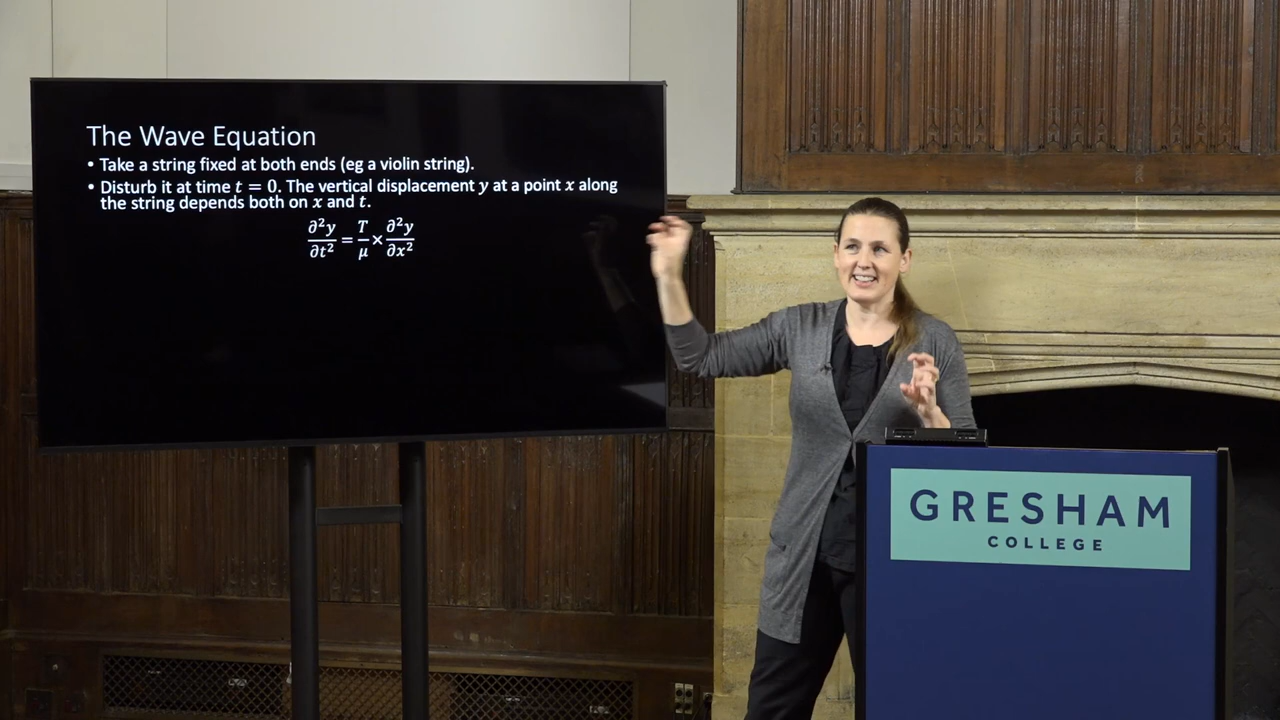 The Wave Equation
• Take a string fixed at both ends (eg a violin string).
• Disturb it at time t = 0. The vertical displacement y at a point x along
the string depends both on x and t.
∂²y/∂t² = T/μ × ∂²y/∂x²
GRESHAM
COLLEGE